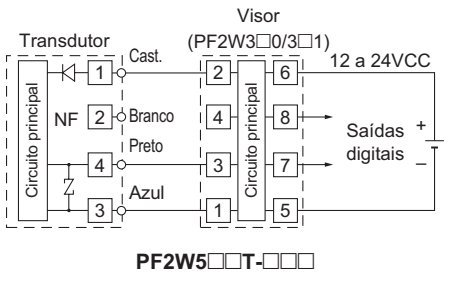 Visor
Transdutor (PF2W3□0/3□1)
Cast. 12 a 24VCC
1 2 6
NF 2 Branco 4 8
Circuito principal Circuito principal
Preto Saídas digitais + −
4 3 7
Azul
3 1 5
PF2W5□□T-□□□